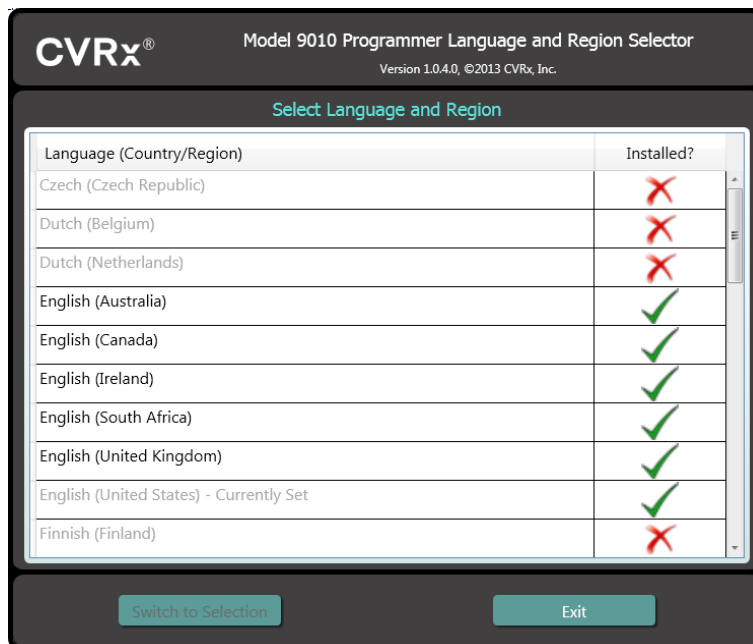 CVRx®
Model 9010 Programmer Language and Region Selector
Version 1.0.4.0, ©2013 CVRx, Inc.
Select Language and Region
Language (Country/Region) Installed?
Czech (Czech Republic)
Dutch (Belgium)
Dutch (Netherlands)
English (Australia)
English (Canada)
English (Ireland)
English (South Africa)
English (United Kingdom)
English (United States) - Currently Set
Finnish (Finland)
Switch to Selection Exit